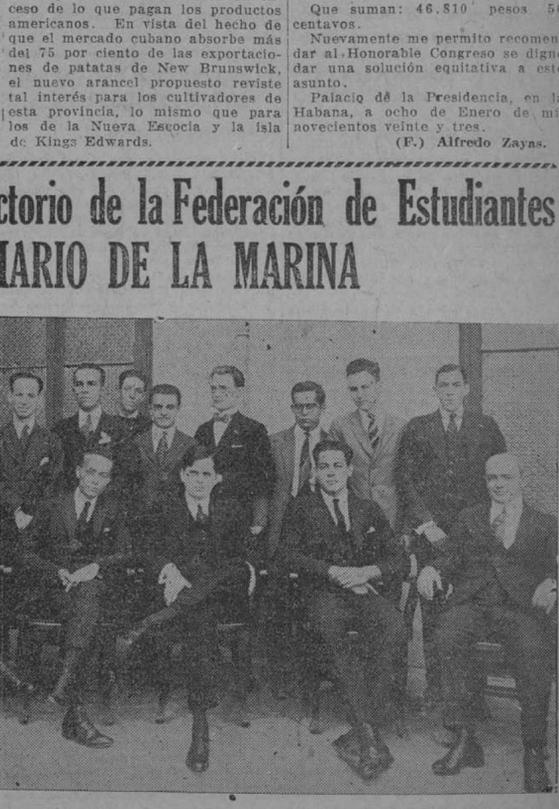 ceso de lo que pagan los productos
americanos. En vista del hecho de
que el mercado cubano absorbe más
del 75 por ciento de las exportacio-
nes de patatas de New Brunswick,
el nuevo arancel propuesto reviste
tal interés para los cultivadores de
esta provincia, lo mismo que para
los de la Nueva Escocia y la isla
de Kings Edwards.
Que suman: 46,810 pesos 5
centavos.
Nuevamente me permito recomen
dar al Honorable Congreso se dign
dar una solución equitativa a est
asunto.
Palacio de la Presidencia, en l
Habana, a ocho de Enero de mi
novecientos veinte y tres.
(F.) Alfredo Zayas.
ctorio de la Federación de Estudiantes
IARIO DE LA MARINA